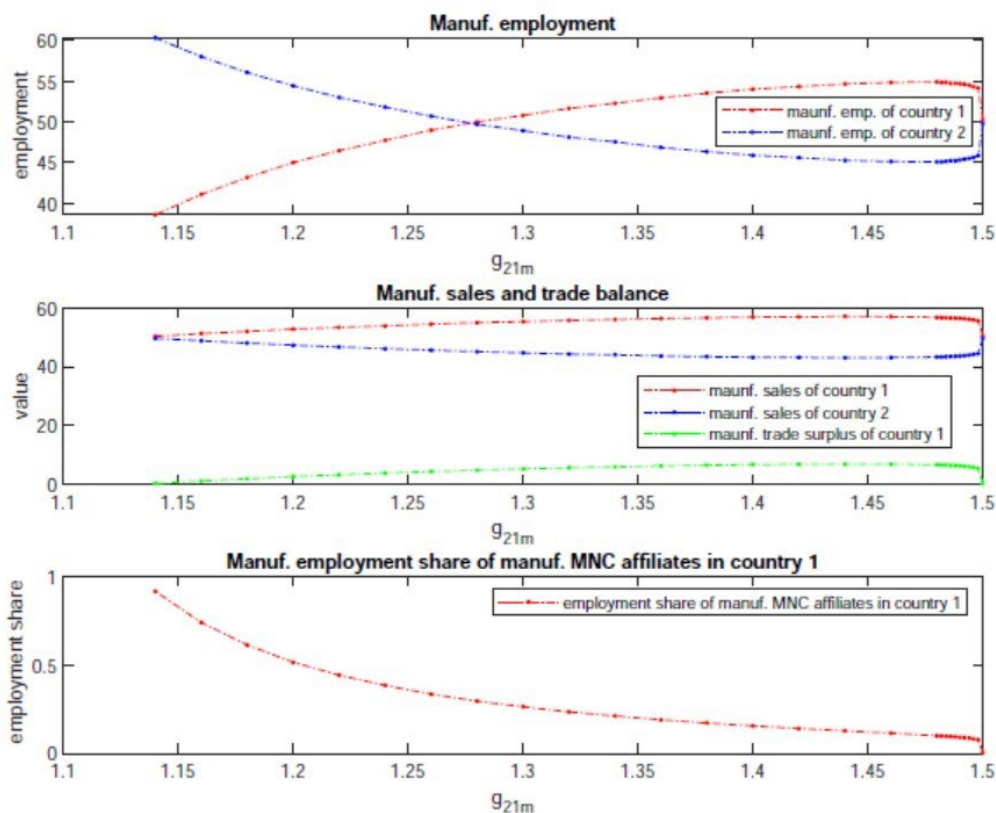 Manuf. employment
60
55
50
45
40
employment
maunf. emp. of country 1
maunf. emp. of country 2
1.1 1.15 1.2 1.25 1.3 1.35 1.4 1.45 1.5
g21m
Manuf. sales and trade balance
60
40
20
0
value
maunf. sales of country 1
maunf. sales of country 2
maunf. trade surplus of country 1
1.1 1.15 1.2 1.25 1.3 1.35 1.4 1.45 1.5
g21m
Manuf. employment share of manuf. MNC affiliates in country 1
1
0.5
0
employment share
employment share of manuf. MNC affiliates in country 1
1.1 1.15 1.2 1.25 1.3 1.35 1.4 1.45 1.5
g21m